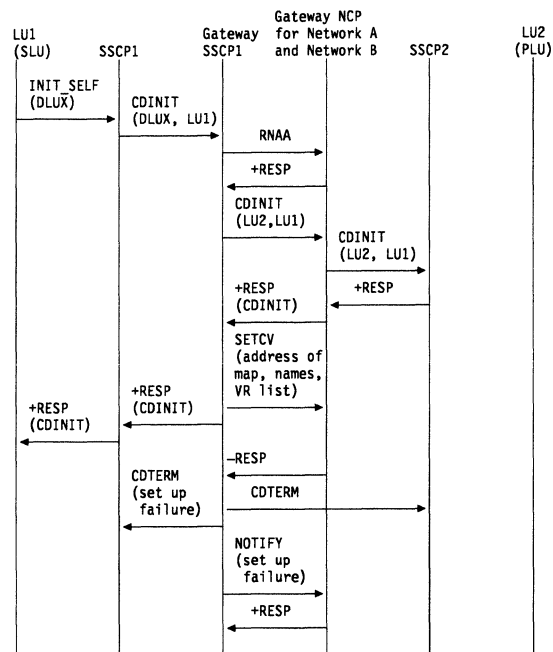 LU1
(SLU)
SSCP1
Gateway
SSCP1
Gateway NCP
for Network A
and Network B
SSCP2
LU2
(PLU)
INIT_SELF
(DLUX)
CDINIT
(DLUX, LU1)
RNAA
+RESP
CDINIT
(LU2,LU1)
CDINIT
(LU2, LU1)
+RESP
+RESP
(CDINIT)
SETCV
(address of
map, names,
VR list)
+RESP
(CDINIT)
+RESP
(CDINIT)
—RESP
CDTERM
(set up
failure)
CDTERM
NOTIFY
(set up
failure)
+RESP